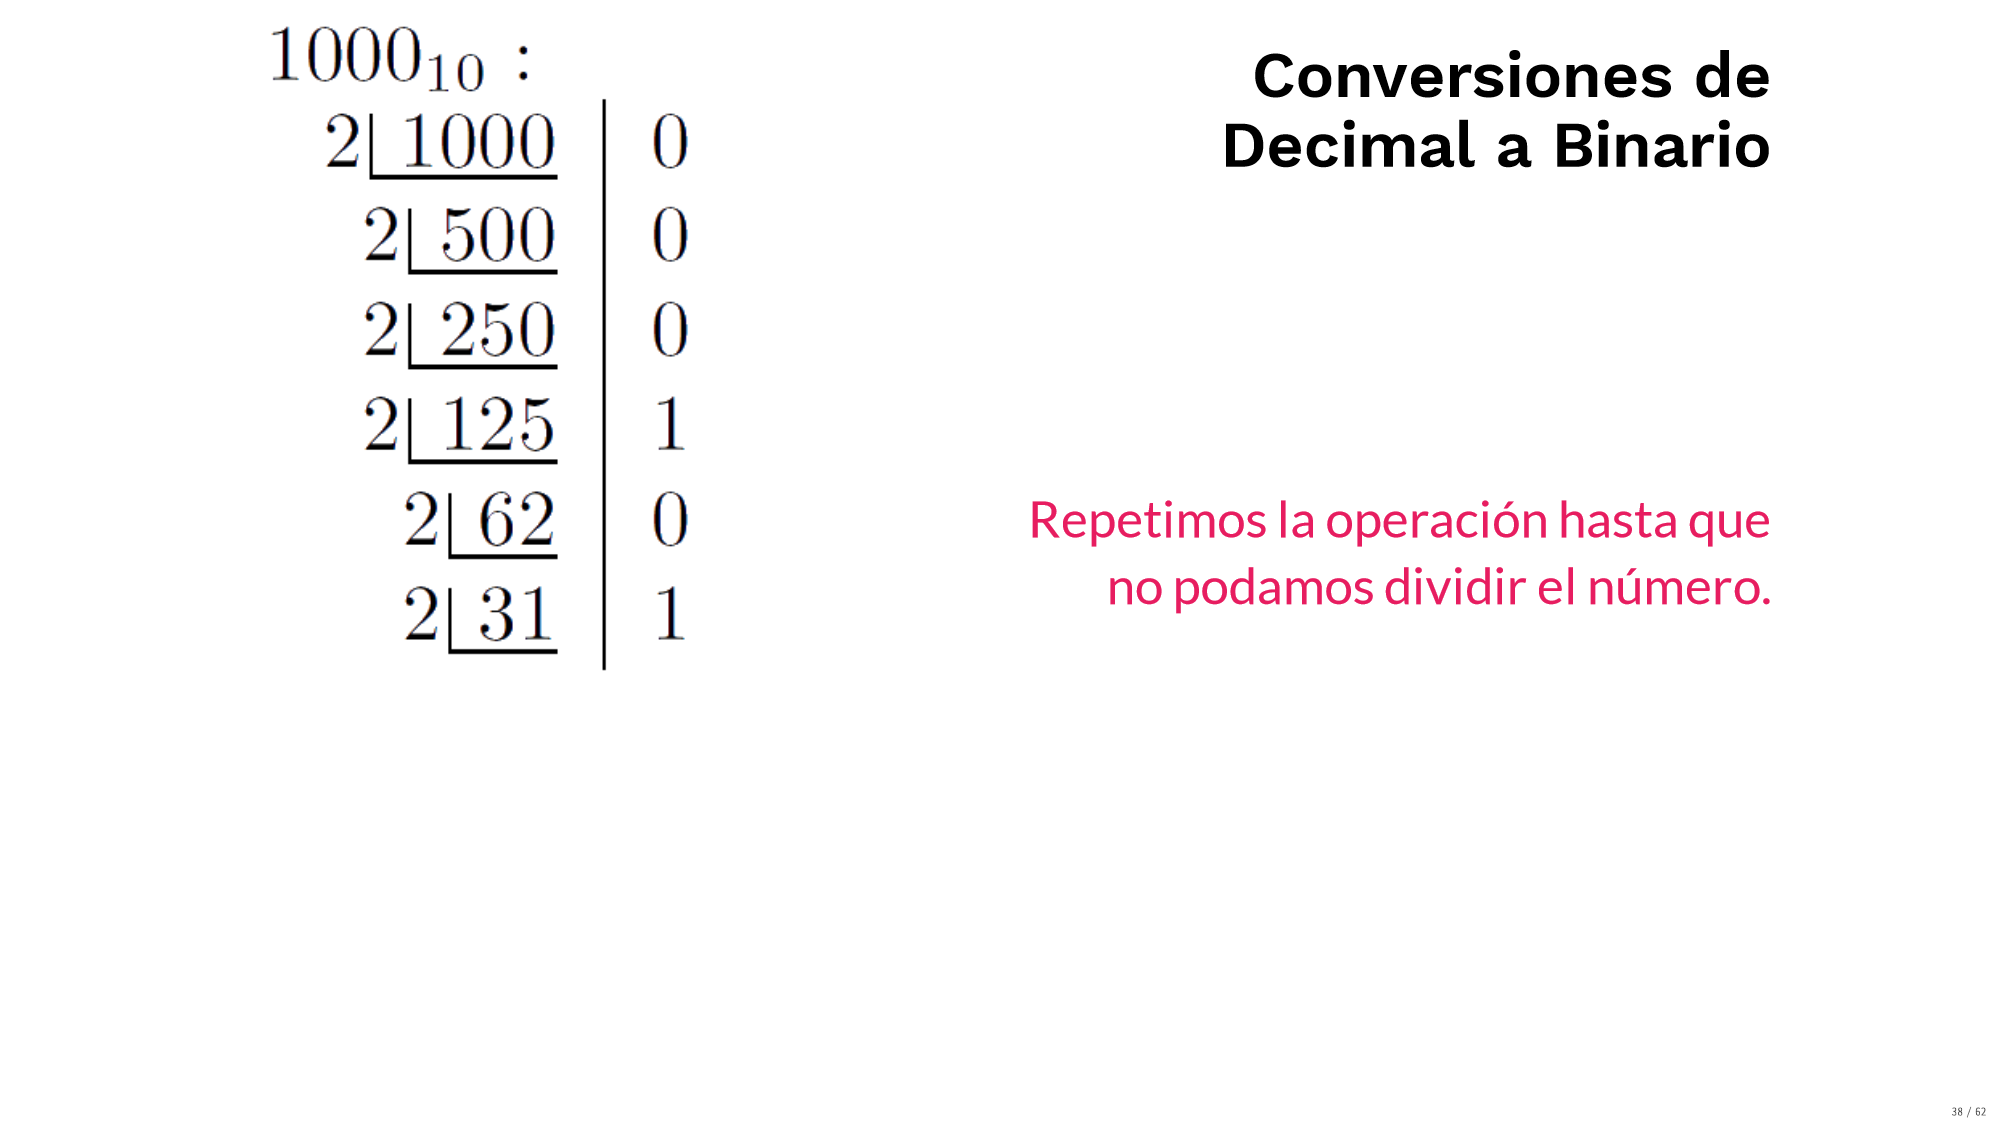 1000₁₀ :
2 1000 0
2 500 0
2 250 0
2 125 1
2 62 0
2 31 1
Conversiones de
Decimal a Binario
Repetimos la operación hasta que
no podamos dividir el número.
38 / 62